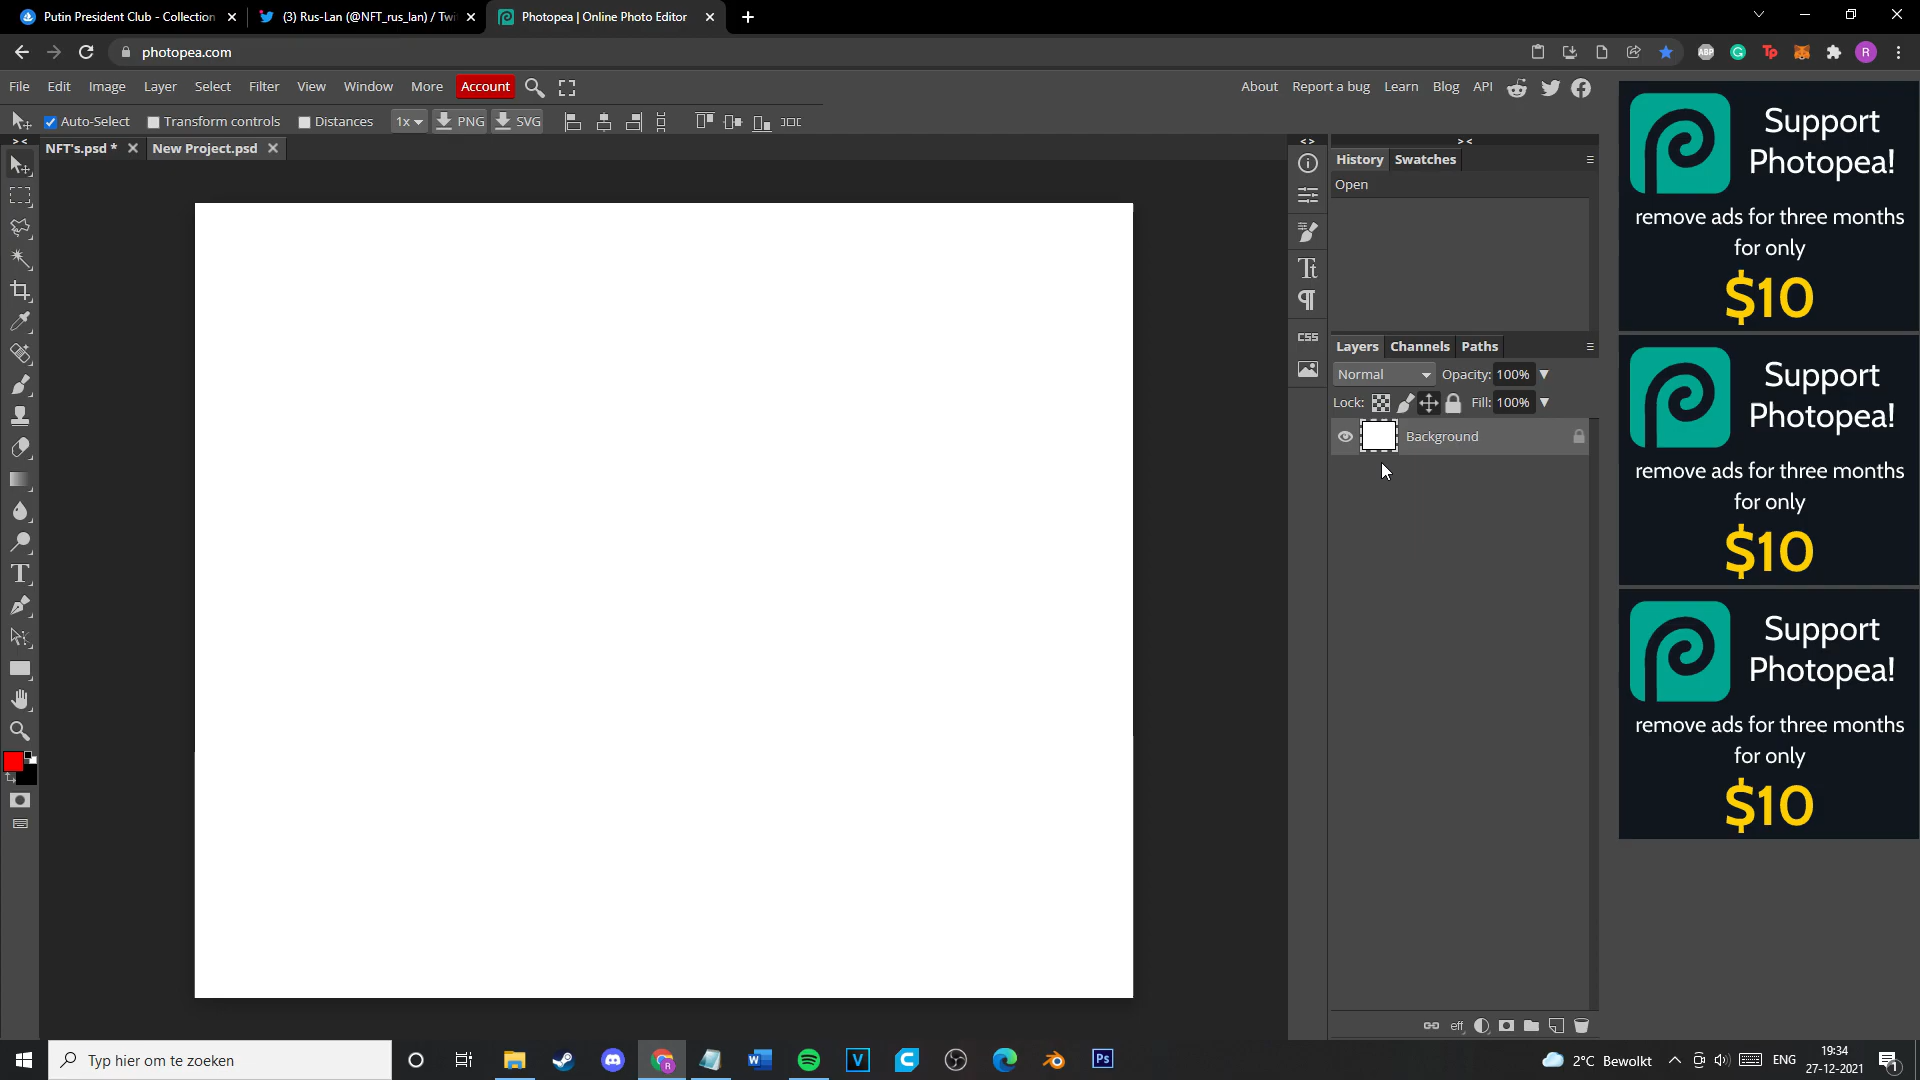 Putin President Club - Collection
(3) Rus-Lan (@NFT_rus_lan) / Twi
Photopea | Online Photo Editor
photopea.com
ABP
Tp
R
File Edit Image Layer Select Filter View Window More Account
About Report a bug Learn Blog API
Auto-Select Transform controls Distances 1x PNG SVG
NFT's.psd * New Project.psd
History Swatches
Open
Layers Channels Paths
Normal Opacity: 100%
Lock: Fill: 100%
Background
CSS
eff
Support
Photopea!
remove ads for three months
for only
$10
Support
Photopea!
remove ads for three months
for only
$10
Support
Photopea!
remove ads for three months
for only
$10
Typ hier om te zoeken
2°C Bewolkt
ENG
19:34
27-12-2021
1